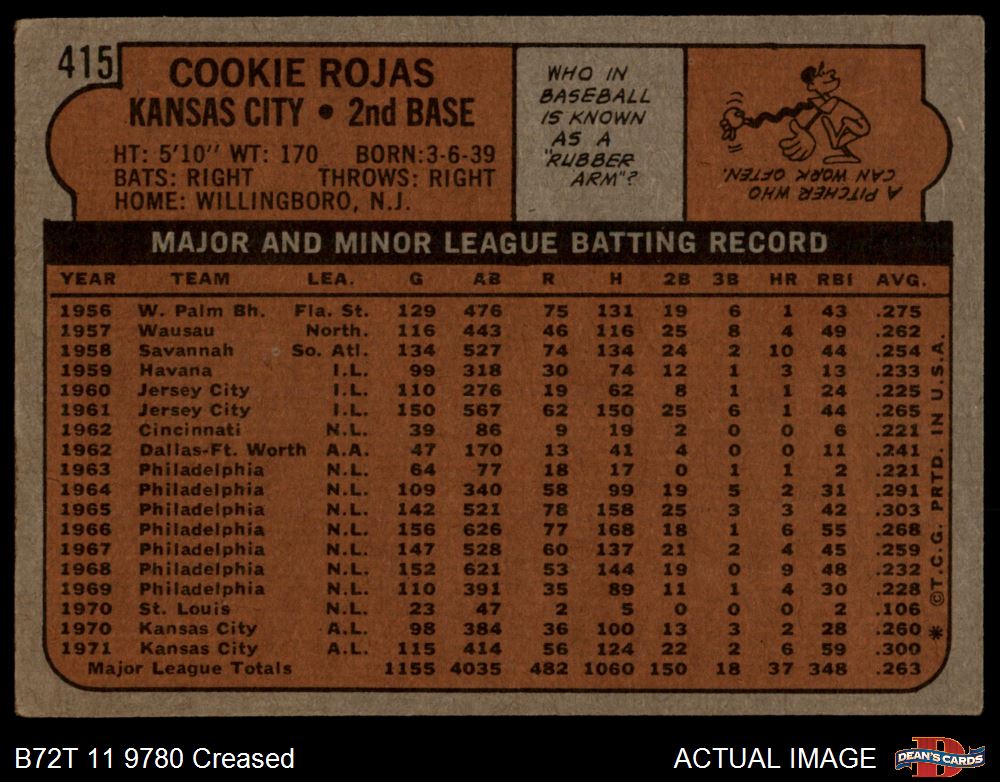 415
COOKIE ROJAS
KANSAS CITY • 2nd BASE
HT: 5'10" WT: 170 BORN: 3-6-39
BATS: RIGHT THROWS: RIGHT
HOME: WILLINGBORO, N.J.
WHO IN
BASEBALL
IS KNOWN
AS A
"RUBBER
ARM"?
A PITCHER WHO
CAN WORK OFTEN.
MAJOR AND MINOR LEAGUE BATTING RECORD
YEAR TEAM LEA. G AB R H 2B 3B HR RBI AVG.
1956 W. Palm Bh. Fla. St. 129 476 75 131 19 6 1 43 .275
1957 Wausau North. 116 443 46 116 25 8 4 49 .262
1958 Savannah So. Atl. 134 527 74 134 24 2 10 44 .254
1959 Havana I.L. 99 318 30 74 12 1 3 13 .233
1960 Jersey City I.L. 110 276 19 62 8 1 1 24 .225
1961 Jersey City I.L. 150 567 62 150 25 6 1 44 .265
1962 Cincinnati N.L. 39 86 9 19 2 0 0 6 .221
1962 Dallas-Ft. Worth A.A. 47 170 13 41 4 0 0 11 .241
1963 Philadelphia N.L. 64 77 18 17 0 1 1 2 .221
1964 Philadelphia N.L. 109 340 58 99 19 5 2 31 .291
1965 Philadelphia N.L. 142 521 78 158 25 3 3 42 .303
1966 Philadelphia N.L. 156 626 77 168 18 1 6 55 .268
1967 Philadelphia N.L. 147 528 60 137 21 2 4 45 .259
1968 Philadelphia N.L. 152 621 53 144 19 0 9 48 .232
1969 Philadelphia N.L. 110 391 35 89 11 1 4 30 .228
1970 St. Louis N.L. 23 47 2 5 0 0 0 2 .106
1970 Kansas City A.L. 98 384 36 100 13 3 2 28 .260
1971 Kansas City A.L. 115 414 56 124 22 2 6 59 .300
Major League Totals 1155 4035 482 1060 150 18 37 348 .263
* ©T.C.G. PRTD. IN U.S.A.
B72T 11 9780 Creased
ACTUAL IMAGE
D
DEAN'S CARDS